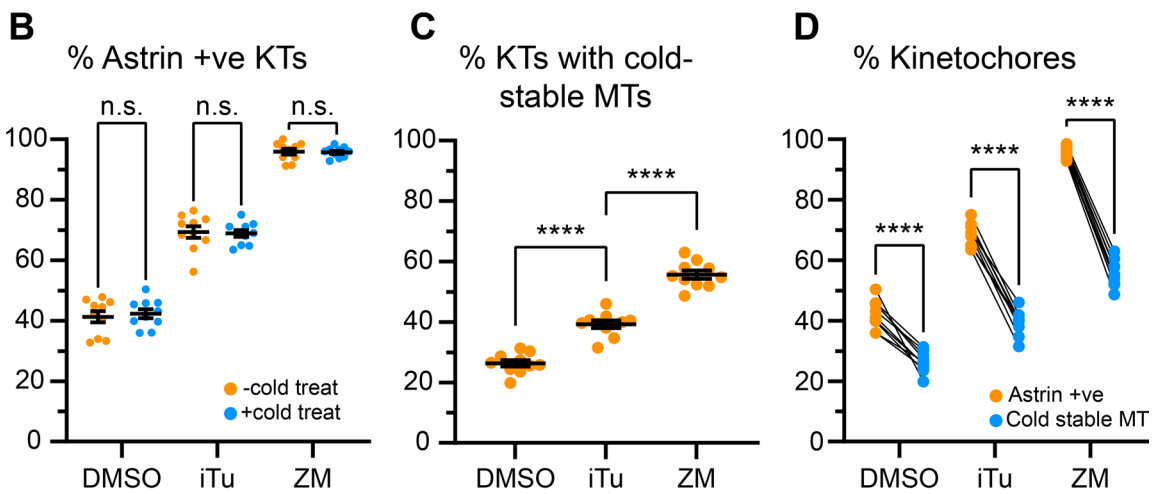 B
% Astrin +ve KTs
n.s. n.s. n.s.
100
80
60
40
20
0
-cold treat
+cold treat
DMSO iTu ZM
C
% KTs with cold-
stable MTs
100
80
60
40
20
0
****
****
DMSO iTu ZM
D
% Kinetochores
100
80
60
40
20
0
****
****
****
Astrin +ve
Cold stable MT
DMSO iTu ZM